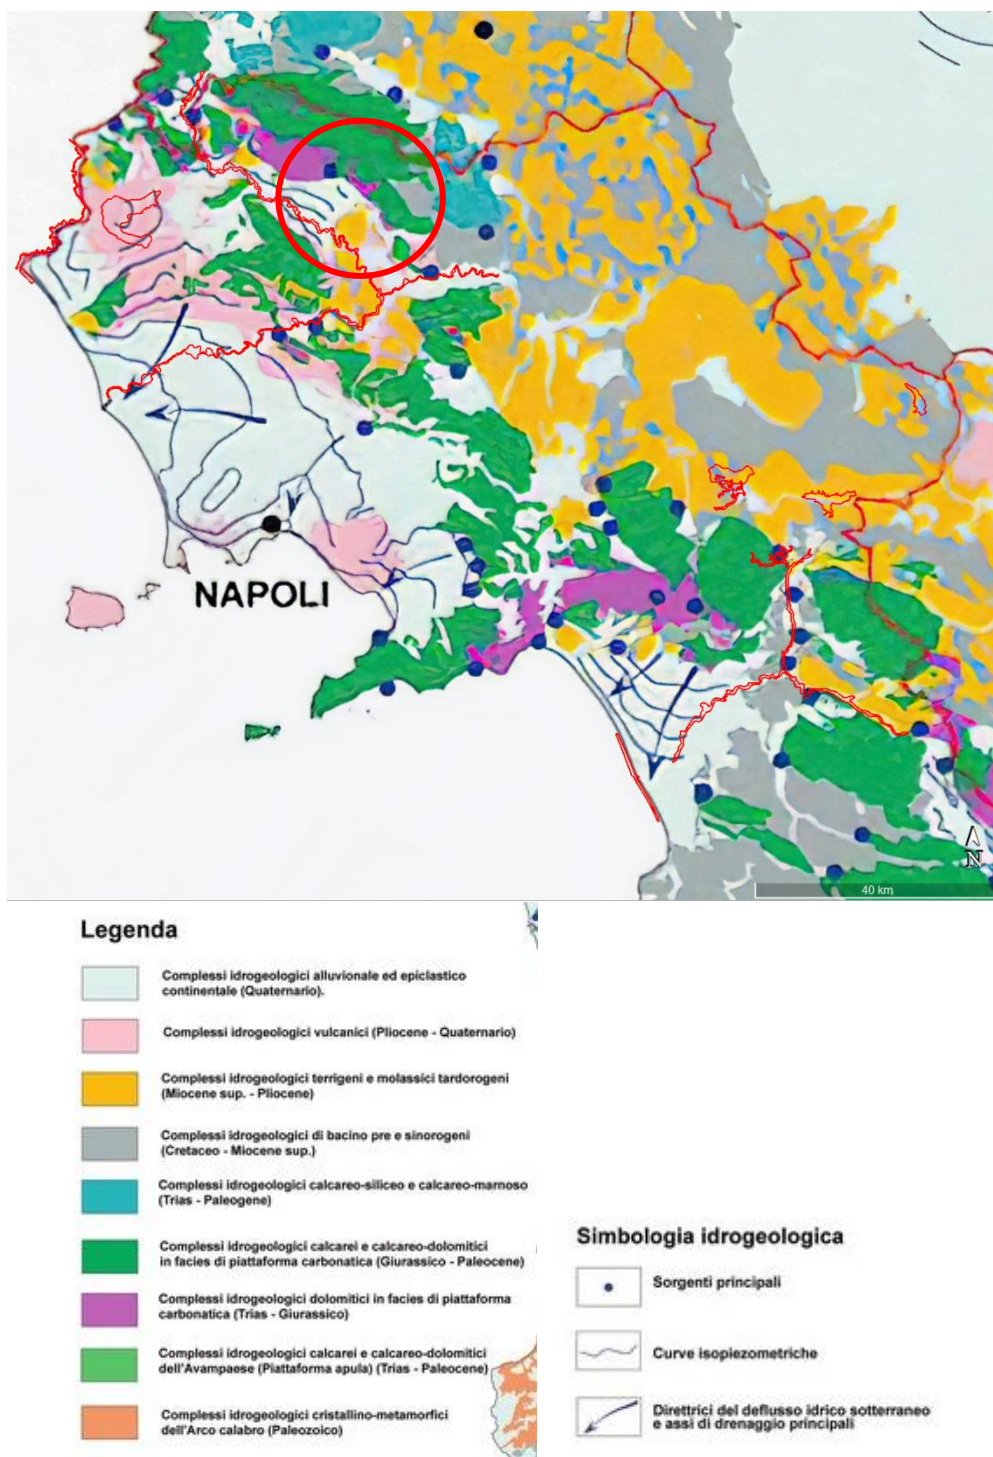 NAPOLI
N
40 km
Legenda
Complessi idrogeologici alluvionale ed epiclastico
continentale (Quaternario).
Complessi idrogeologici vulcanici (Pliocene - Quaternario)
Complessi idrogeologici terrigeni e molassici tardorogeni
(Miocene sup. - Pliocene)
Complessi idrogeologici di bacino pre e sinorogeni
(Cretaceo - Miocene sup.)
Complessi idrogeologici calcareo-siliceo e calcareo-marnoso
(Trias - Paleogene)
Complessi idrogeologici calcarei e calcareo-dolomitici
in facies di piattaforma carbonatica (Giurassico - Paleocene)
Complessi idrogeologici dolomitici in facies di piattaforma
carbonatica (Trias - Giurassico)
Complessi idrogeologici calcarei e calcareo-dolomitici
dell'Avampaese (Piattaforma apula) (Trias - Paleocene)
Complessi idrogeologici cristallino-metamorfici
dell'Arco calabro (Paleozoico)
Simbologia idrogeologica
Sorgenti principali
Curve isopiezometriche
Direttrici del deflusso idrico sotterraneo
e assi di drenaggio principali